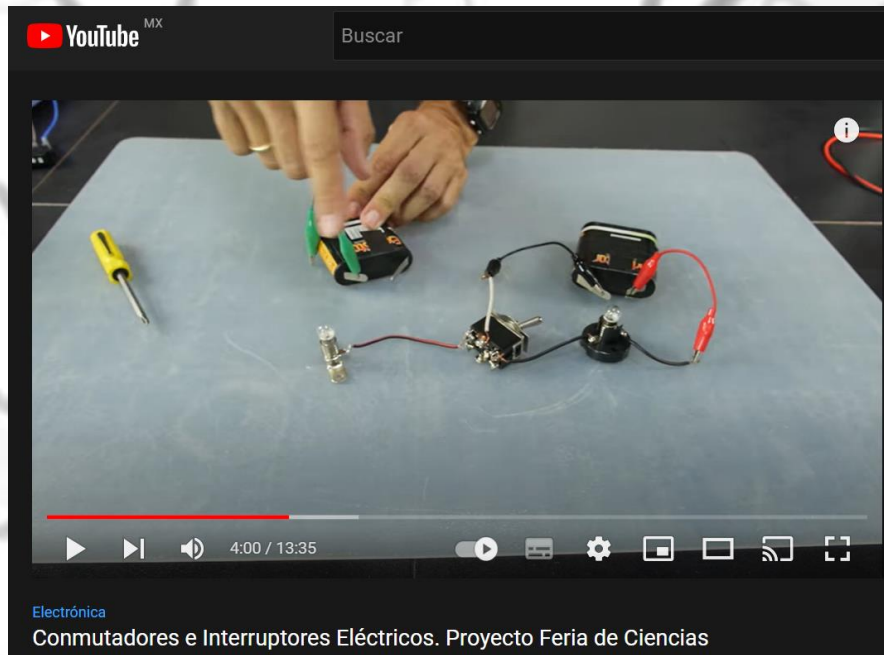 YouTube MX
Buscar
4:00 / 13:35
Electrónica
Conmutadores e Interruptores Eléctricos. Proyecto Feria de Ciencias